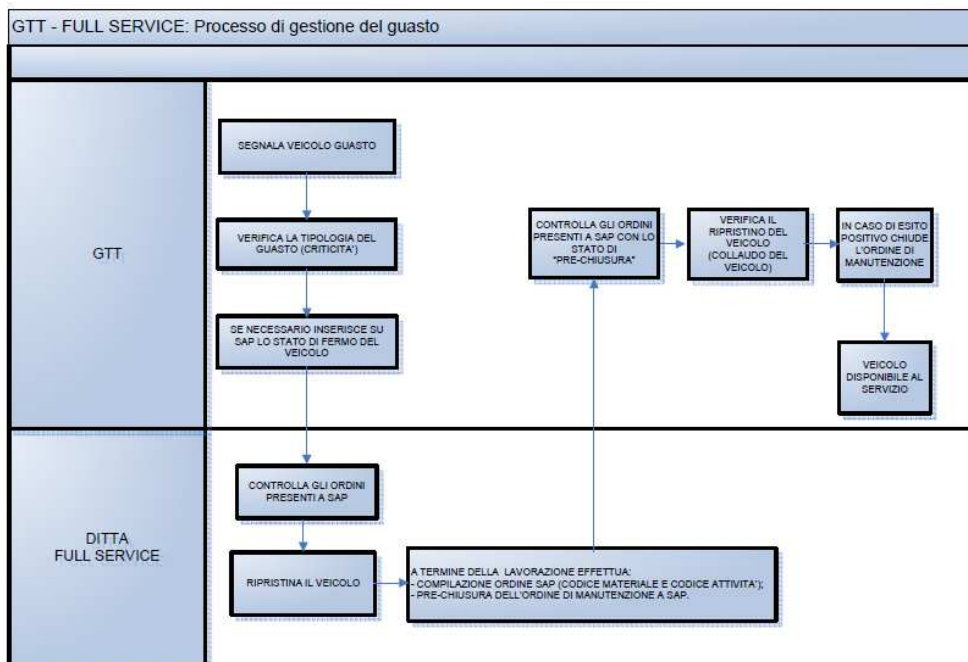 GTT - FULL SERVICE: Processo di gestione del guasto
GTT
SEGNALA VEICOLO GUASTO
VERIFICA LA TIPOLOGIA DEL
GUASTO (CRITICITA')
SE NECESSARIO INSERISCE SU
SAP LO STATO DI FERMO DEL
VEICOLO
CONTROLLA GLI ORDINI
PRESENTI A SAP CON LO
STATO DI
"PRE-CHIUSURA"
VERIFICA IL
RIPRISTINO DEL
VEICOLO
(COLLAUDO DEL
VEICOLO)
IN CASO DI ESITO
POSITIVO CHIUDE
L'ORDINE DI
MANUTENZIONE
VEICOLO
DISPONIBILE AL
SERVIZIO
DITTA
FULL SERVICE
CONTROLLA GLI ORDINI
PRESENTI A SAP
RIPRISTINA IL VEICOLO
A TERMINE DELLA LAVORAZIONE EFFETTUA:
- COMPILAZIONE ORDINE SAP (CODICE MATERIALE E CODICE ATTIVITA');
- PRE-CHIUSURA DELL'ORDINE DI MANUTENZIONE A SAP.